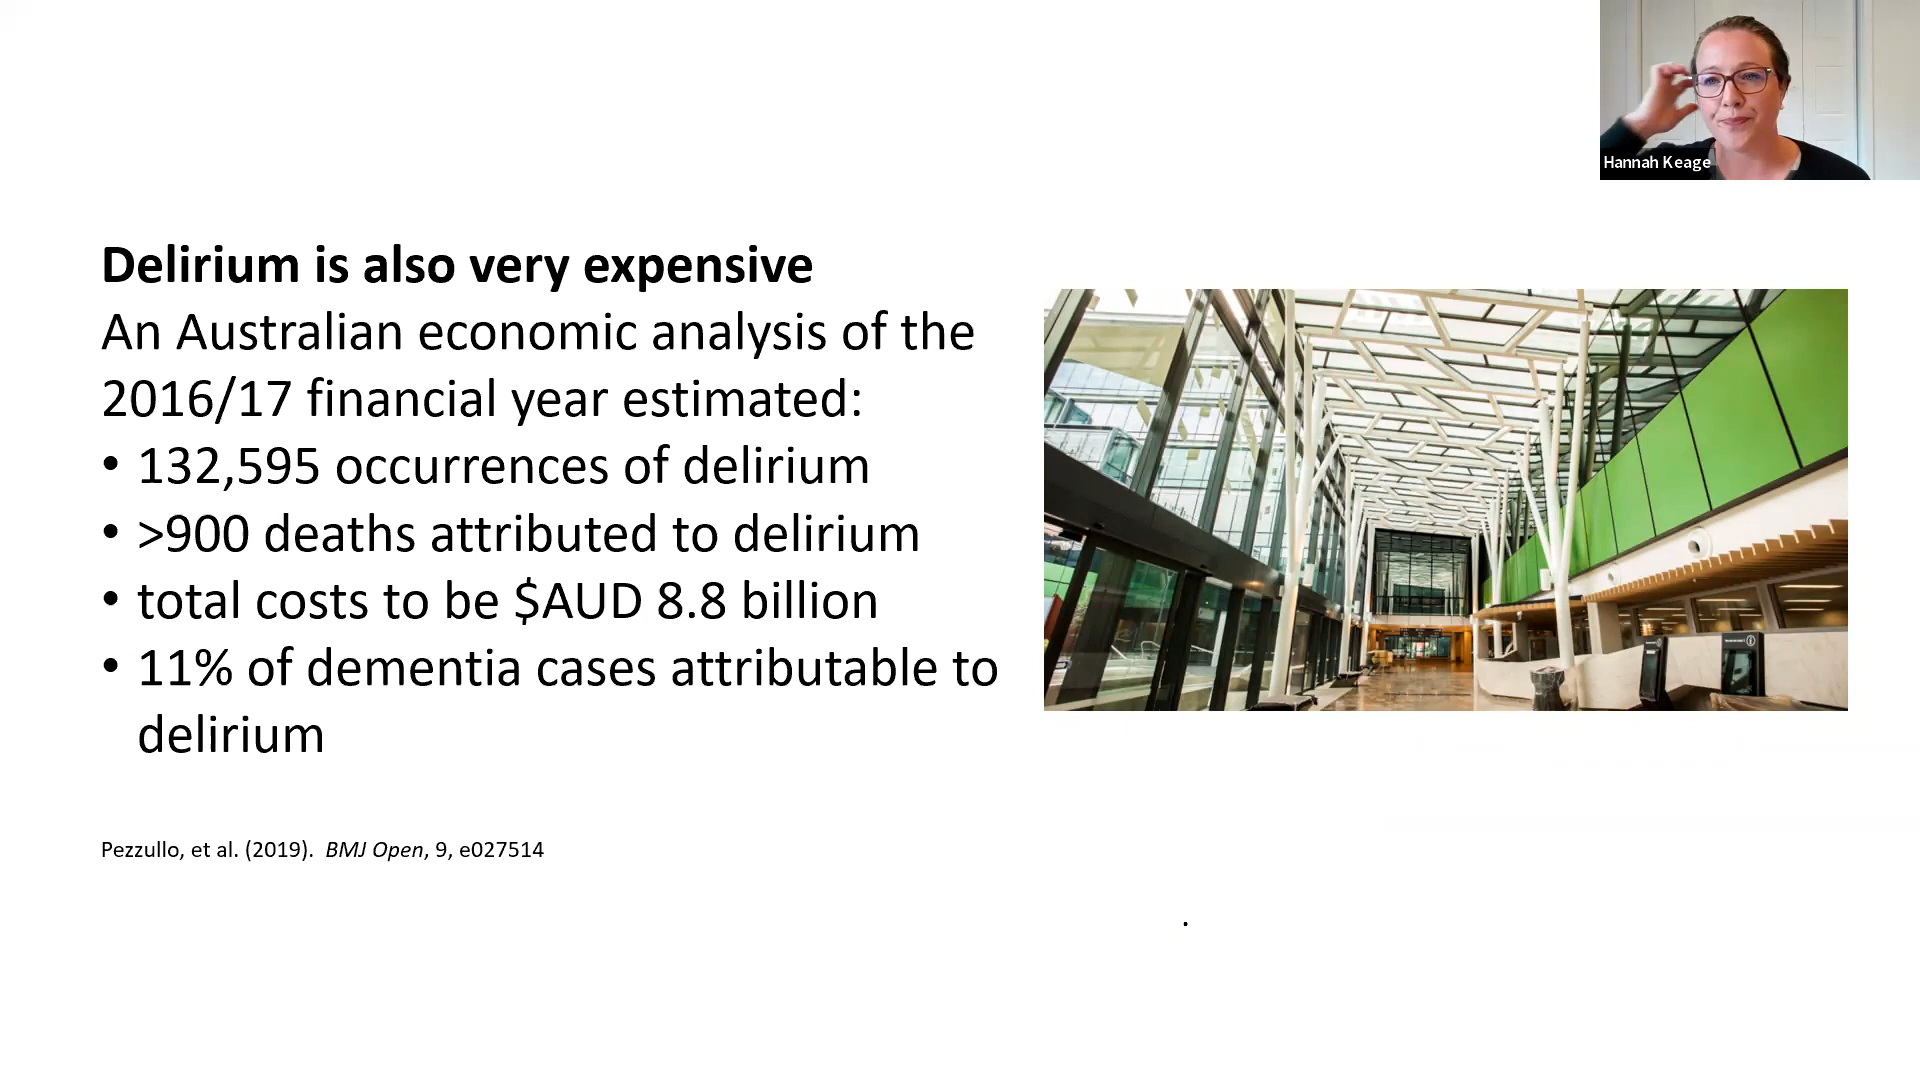 Hannah Keage
Delirium is also very expensive
An Australian economic analysis of the
2016/17 financial year estimated:
• 132,595 occurrences of delirium
• >900 deaths attributed to delirium
• total costs to be $AUD 8.8 billion
• 11% of dementia cases attributable to
delirium
Pezzullo, et al. (2019).  BMJ Open, 9, e027514
.